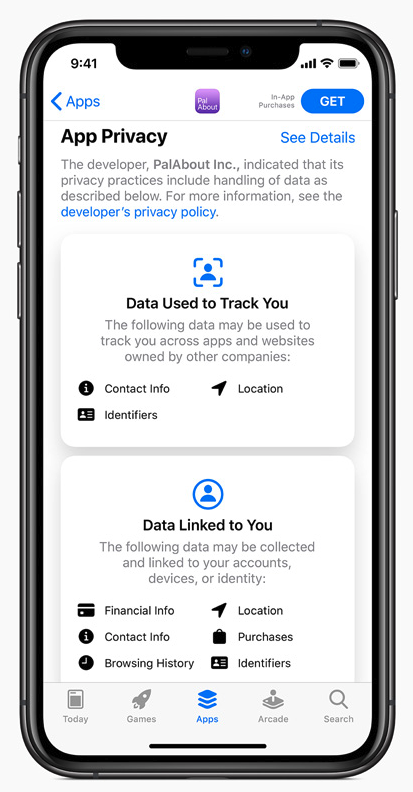 9:41
Apps
Pal
About
In-App
Purchases
GET
App Privacy
See Details
The developer, PalAbout Inc., indicated that its
privacy practices include handling of data as
described below. For more information, see the
developer's privacy policy.
Data Used to Track You
The following data may be used to
track you across apps and websites
owned by other companies:
Contact Info
Location
Identifiers
Data Linked to You
The following data may be collected
and linked to your accounts,
devices, or identity:
Financial Info
Location
Contact Info
Purchases
Browsing History
Identifiers
Today
Games
Apps
Arcade
Search